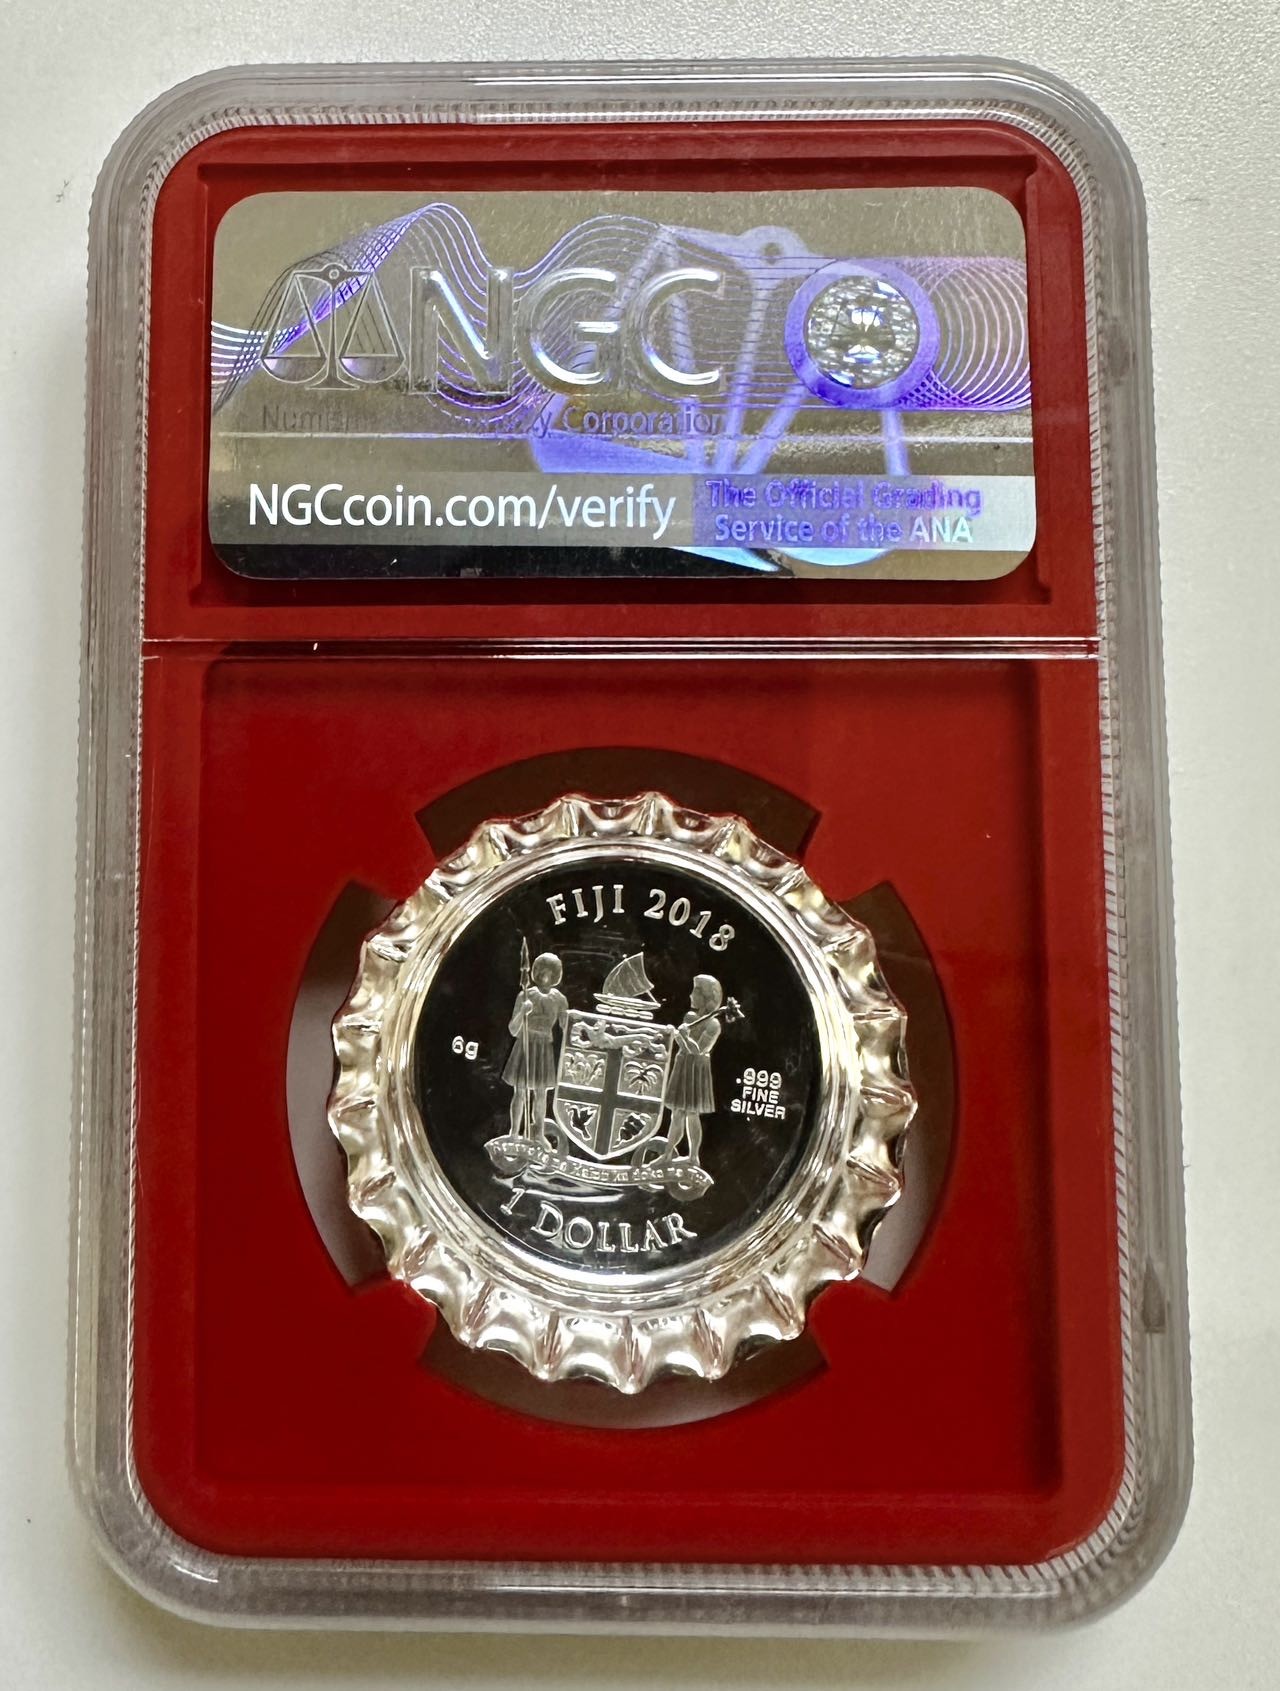 NGC
Corporation
NGCcoin.com/verify
The Official Grading
Service of the ANA
FIJI 2018
6g
.999
FINE
SILVER
1 DOLLAR